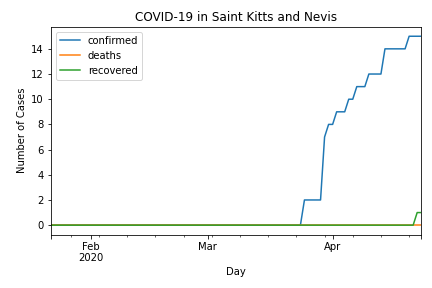 COVID-19 in Saint Kitts and Nevis
confirmed
deaths
recovered
14
12
10
8
6
4
2
0
Number of Cases
Feb
2020
Mar
Apr
Day